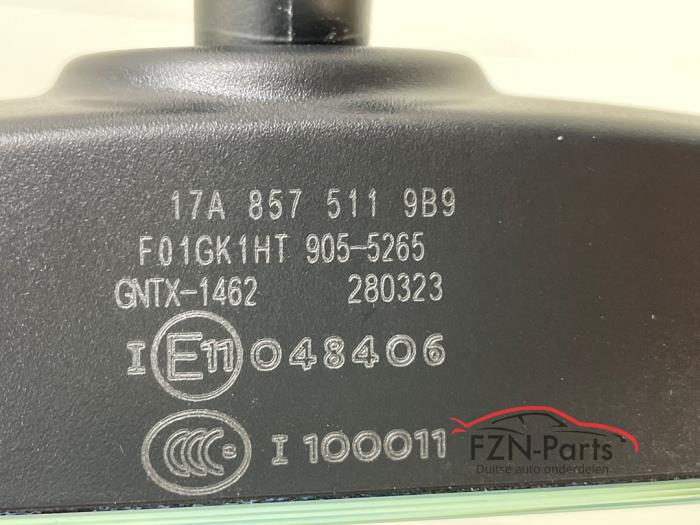 17A 857 511 9B9
F01GK1HT 905-5265
GNTX-1462 280323
I E11 048406
CCC S I 100011
FZN-Parts
Duitse auto onderdelen